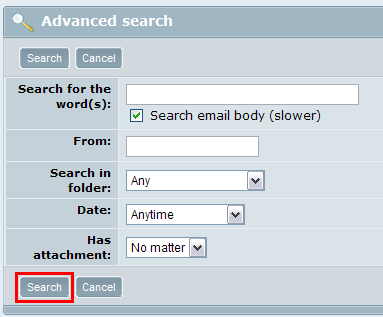 Advanced search
Search Cancel
Search for the
word(s):
Search email body (slower)
From:
Search in
folder:
Any
Date:
Anytime
Has
attachment:
No matter
Search Cancel